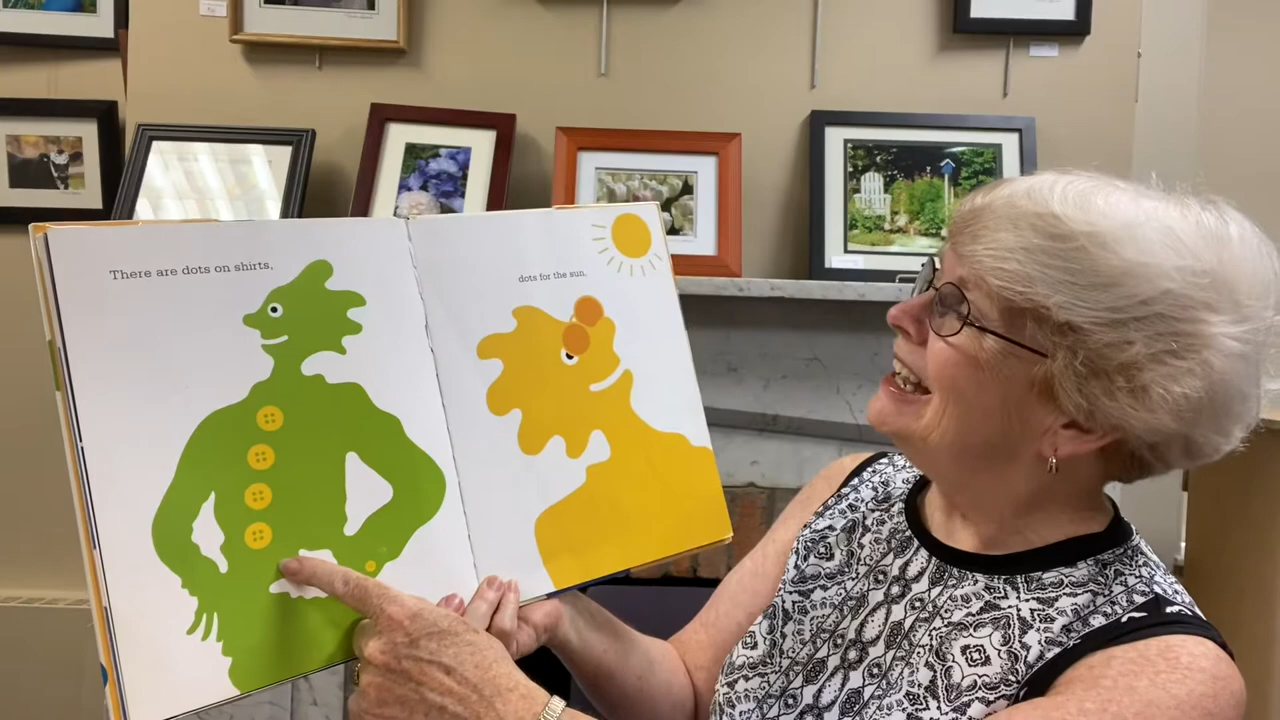 There are dots on shirts,
dots for the sun.